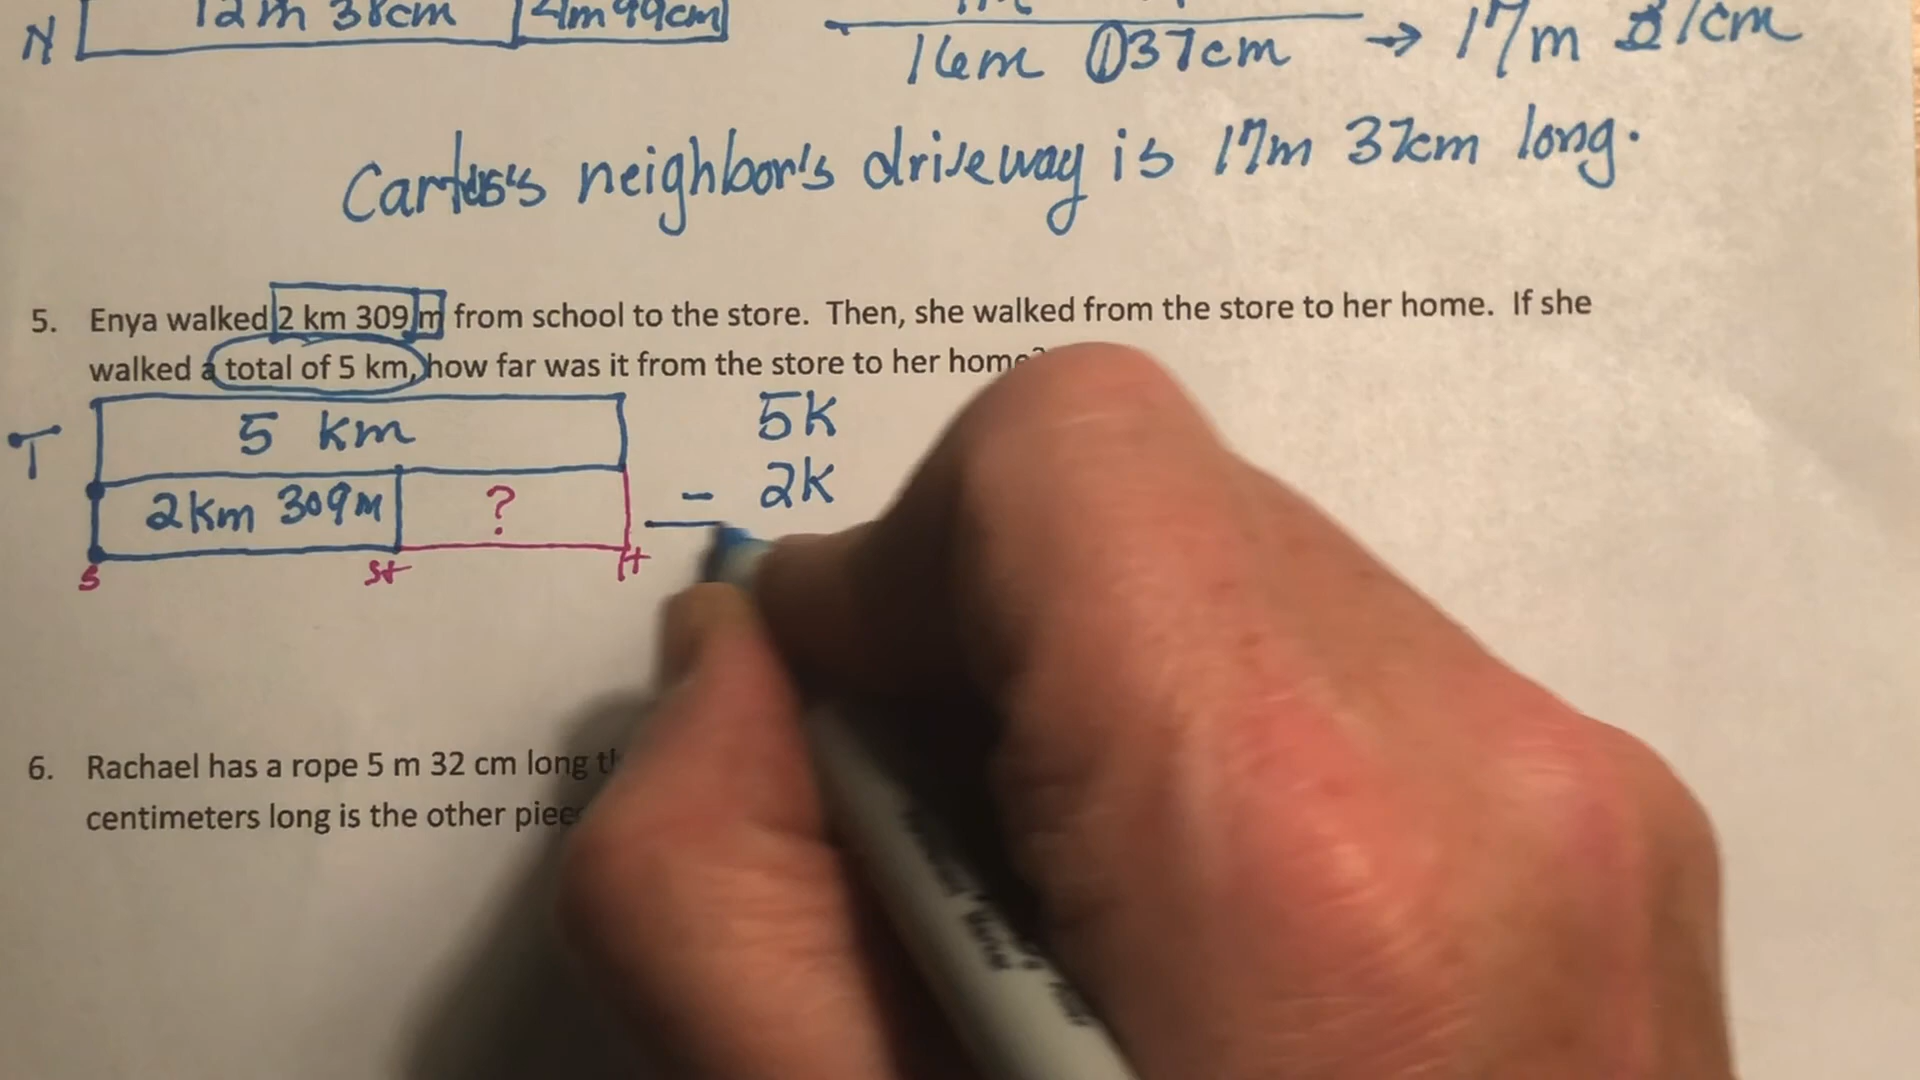 N 12m 38cm 4m 99cm
16m ①37cm → 17m 37cm
Carlos's neighbor's driveway is 17m 37cm long.
5. Enya walked 2 km 309 m from school to the store. Then, she walked from the store to her home. If she
walked a total of 5 km, how far was it from the store to her home?
T 5 km
2km 309m ?
S St H
5k
- 2k
6. Rachael has a rope 5 m 32 cm long
centimeters long is the other